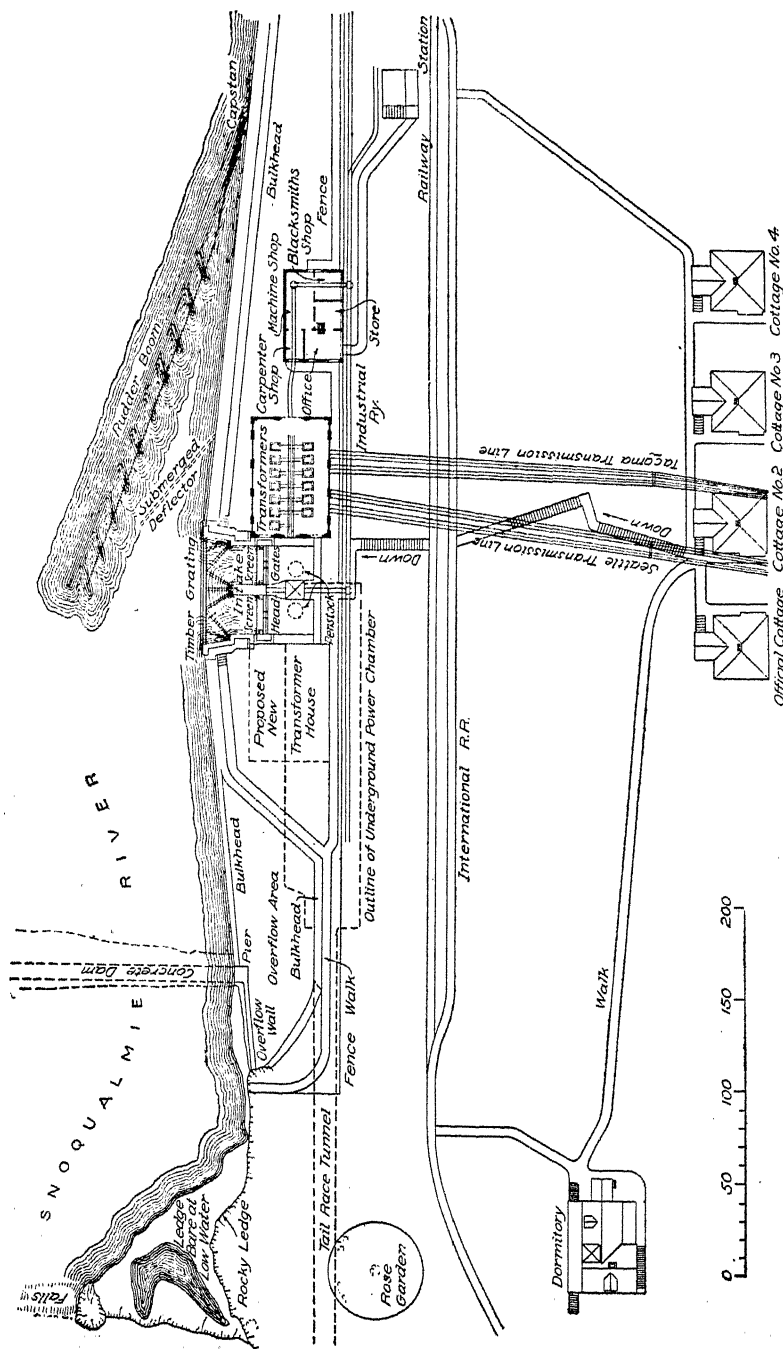 SNOQUALMIE RIVER
Falls
Ledge
Bare at
Low Water
Rocky Ledge
Concrete Dam
Pier
Bulkhead
Overflow
Wall
Overflow Area
Bulkhead
Tail Race Tunnel
Fence
Walk
Rose
Garden
Proposed
New
Transformer
House
Outline of Underground Power Chamber
Timber Grating
Intake
Screen
Screen
Head
Gates
Penstock
Submerged
Deflector
Rudder Boom
Capstan
Bulkhead
Transformers
Carpenter
Shop
Machine Shop
Blacksmiths
Shop
Fence
Office
Store
Industrial
Ry.
Railway
Station
International R.R.
Down
Down
Seattle Transmission Line
Tacoma Transmission Line
Walk
Dormitory
Official Cottage
Cottage No.2
Cottage No.3
Cottage No.4.
0 50 100 150 200